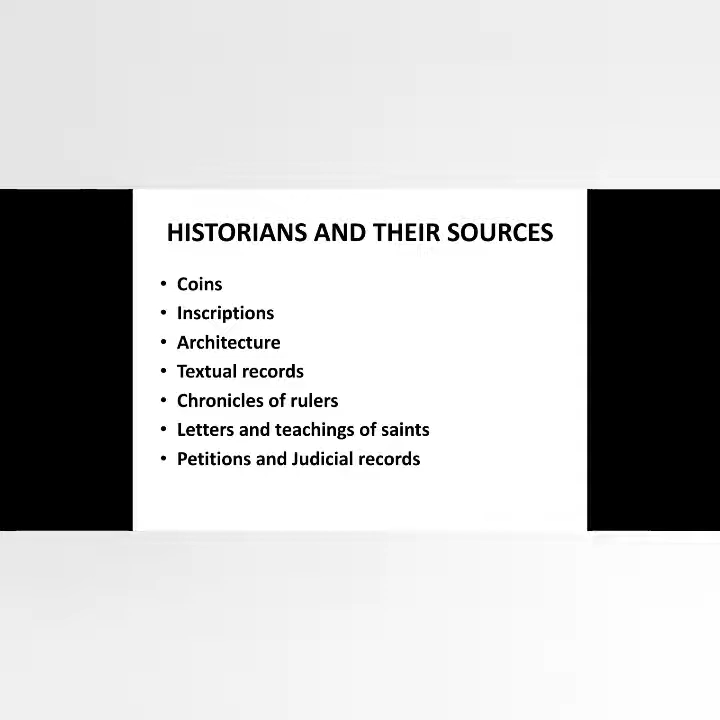 HISTORIANS AND THEIR SOURCES
• Coins
• Inscriptions
• Architecture
• Textual records
• Chronicles of rulers
• Letters and teachings of saints
• Petitions and Judicial records